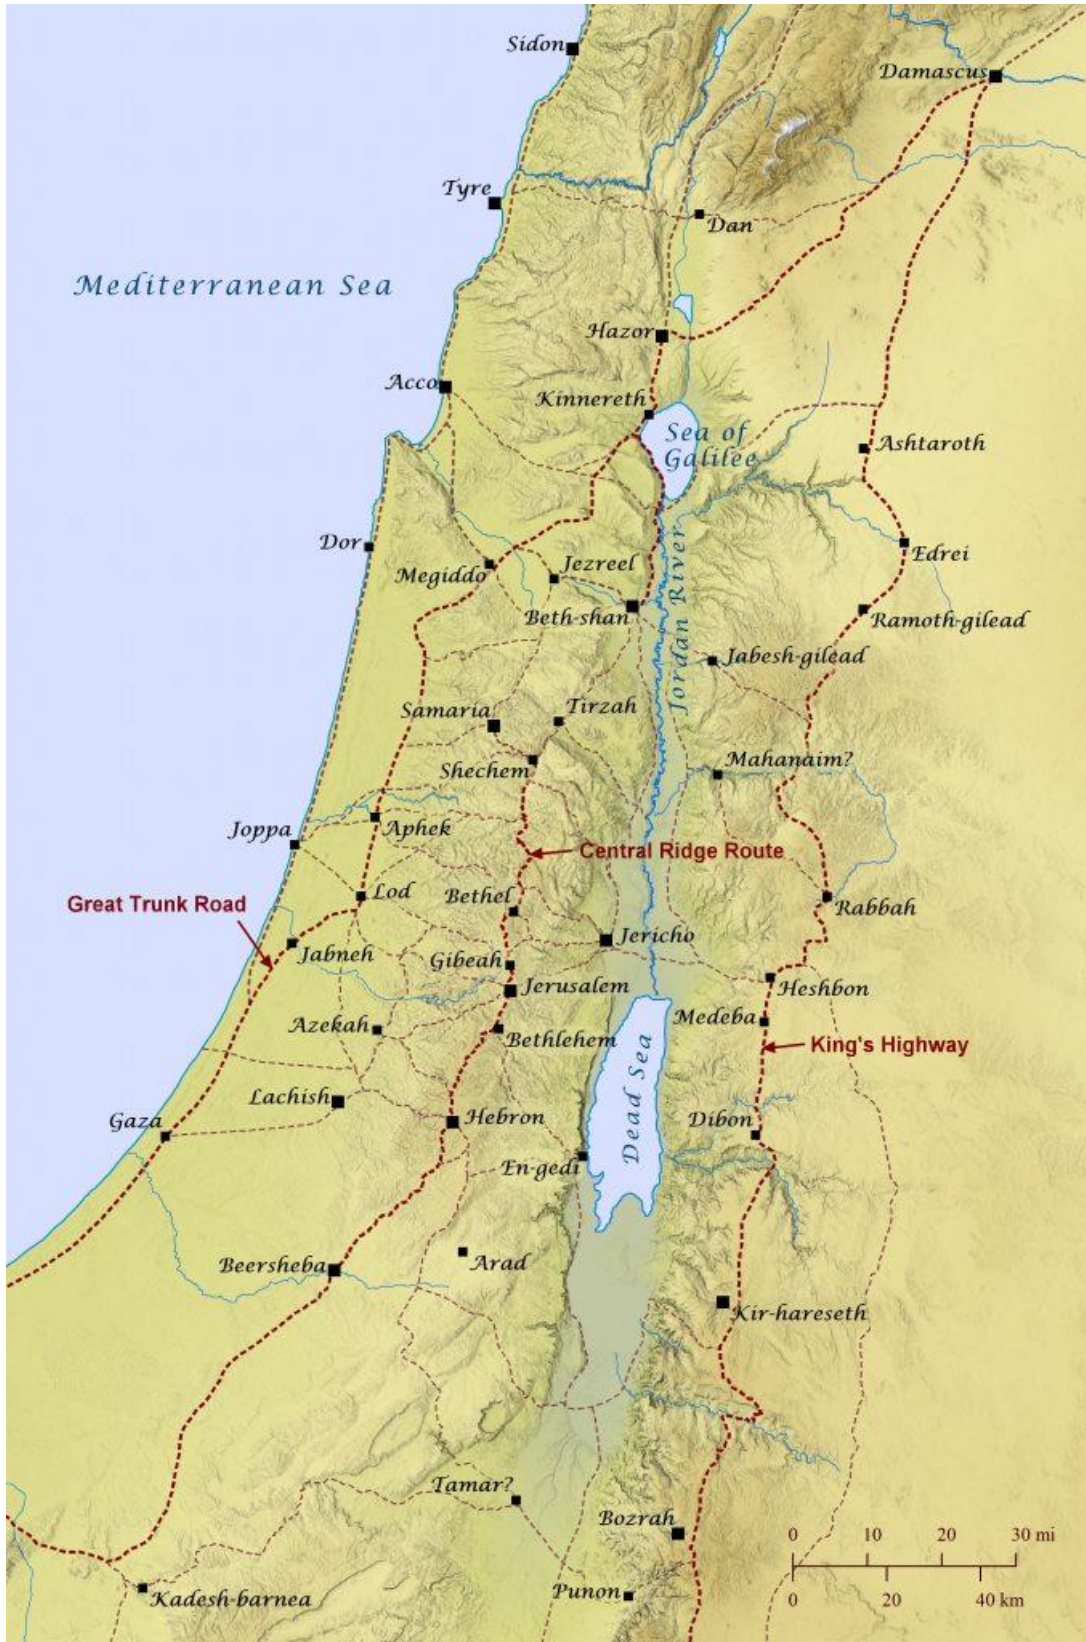 Sidon
Damascus
Tyre
Dan
Mediterranean Sea
Hazor
Acco
Kinnereth
Sea of
Galilee
Ashtaroth
Dor
Edrei
Megiddo
Jezreel
Beth-shan
Jordan River
Ramoth-gilead
Jabesh-gilead
Samaria
Tirzah
Shechem
Mahanaim?
Joppa
Aphek
Central Ridge Route
Great Trunk Road
Lod
Bethel
Rabbah
Jabneh
Gibeah
Jericho
Jerusalem
Heshbon
Azekah
Bethlehem
Medeba
King's Highway
Dead Sea
Lachish
Gaza
Hebron
Dibon
En-gedi
Beersheba
Arad
Kir-hareseth
Tamar?
Bozrah
Kadesh-barnea
Punon
0 10 20 30 mi
0 20 40 km